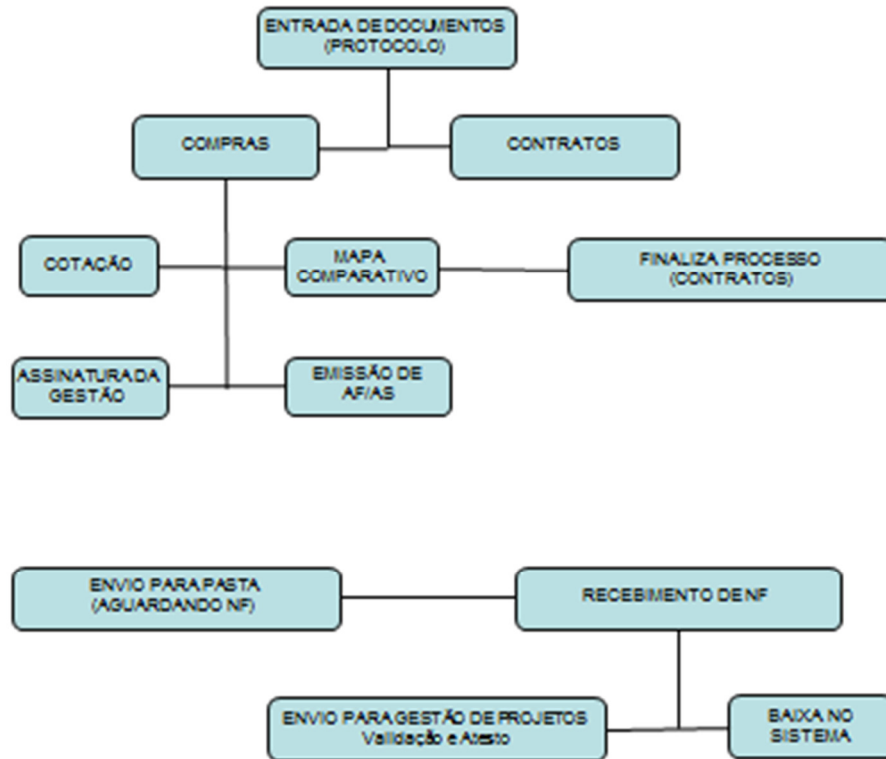 ENTRADA DE DOCUMENTOS
(PROTOCOLO)
COMPRAS
CONTRATOS
COTAÇÃO
MAPA
COMPARATIVO
FINALIZA PROCESSO
(CONTRATOS)
ASSINATURA DA
GESTÃO
EMISSÃO DE
AF/AS
ENVIO PARA PASTA
(AGUARDANDO NF)
RECEBIMENTO DE NF
ENVIO PARA GESTÃO DE PROJETOS
Validação e Atesto
BAIXA NO
SISTEMA